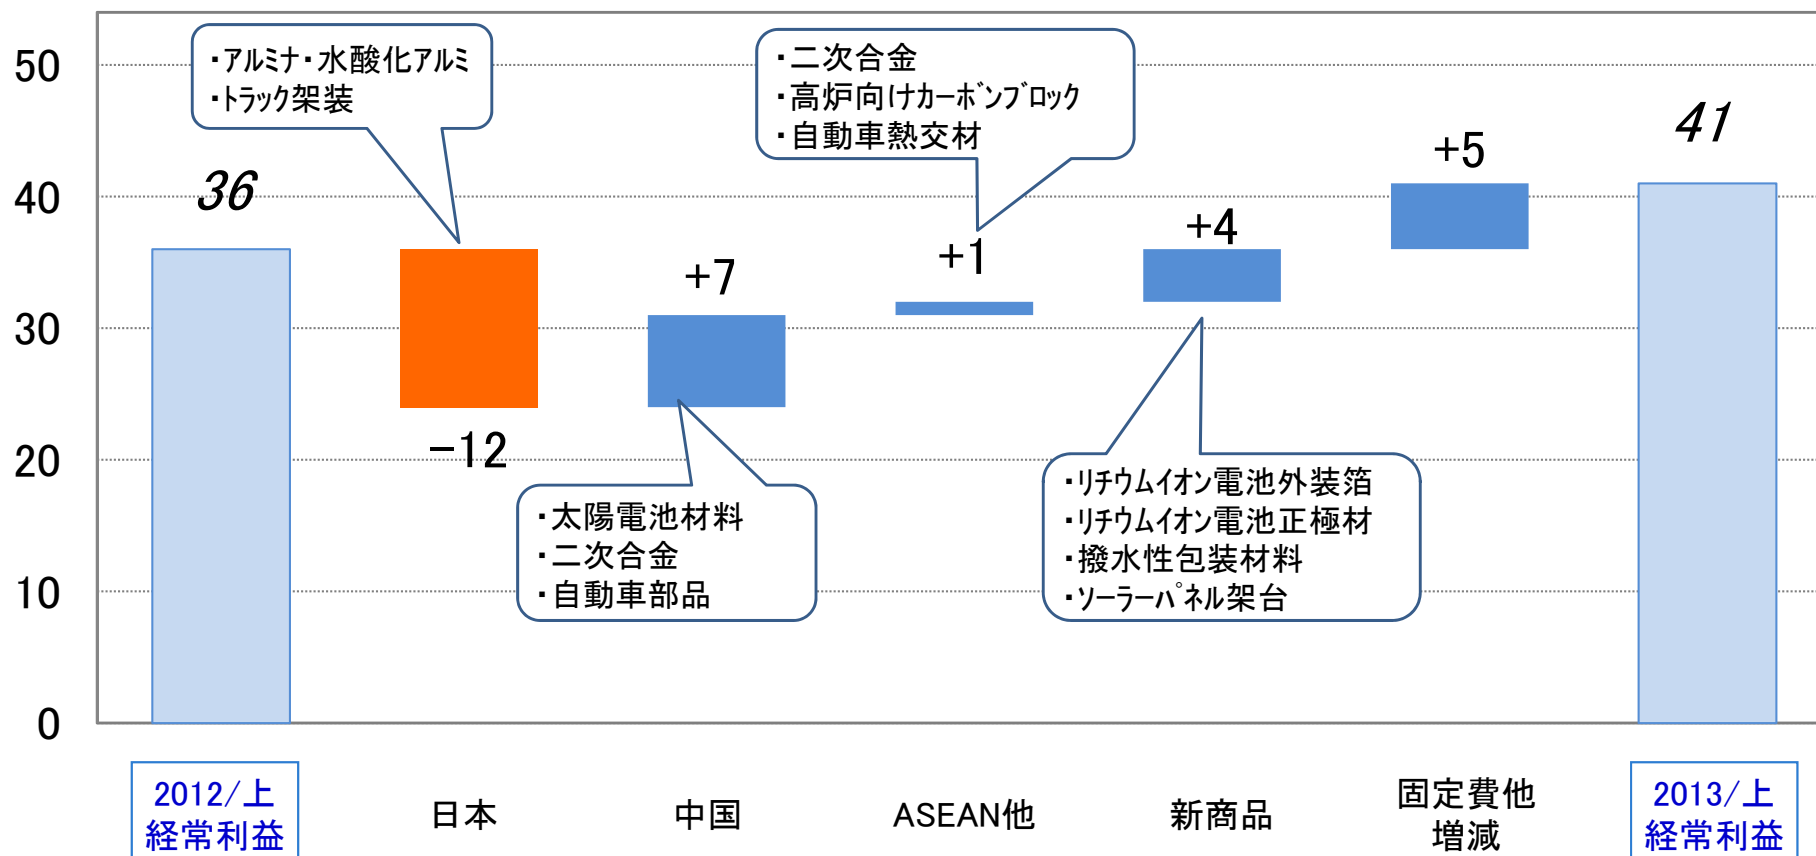 50
40
30
20
10
0
･アルミナ・水酸化アルミ
･トラック架装
･二次合金
･高炉向けカーボンブロック
･自動車熱交材
36
-12
+7
+1
+4
+5
41
･太陽電池材料
･二次合金
･自動車部品
･リチウムイオン電池外装箔
･リチウムイオン電池正極材
･撥水性包装材料
･ソーラーパネル架台
2012/上
経常利益
日本
中国
ASEAN他
新商品
固定費他
増減
2013/上
経常利益